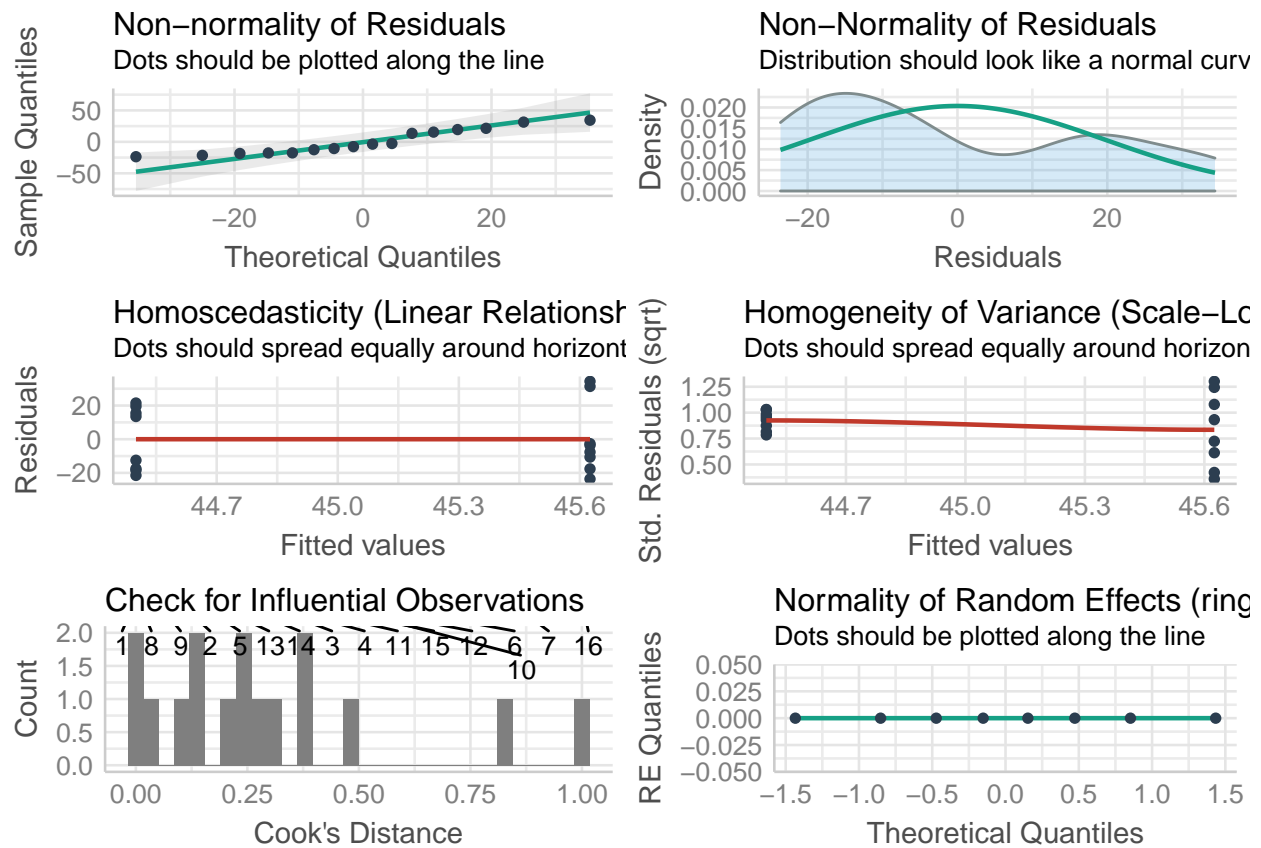 Non−normality of Residuals
Dots should be plotted along the line
Sample Quantiles
50
0
−50
−20 0 20
Theoretical Quantiles
Non−Normality of Residuals
Distribution should look like a normal curv
Density
0.020
0.015
0.010
0.005
0.000
−20 0 20
Residuals
Homoscedasticity (Linear Relationsh
Dots should spread equally around horizont
Residuals
20
0
−20
44.7 45.0 45.3 45.6
Fitted values
Homogeneity of Variance (Scale−Lo
Dots should spread equally around horizon
Std. Residuals (sqrt)
1.25
1.00
0.75
0.50
44.7 45.0 45.3 45.6
Fitted values
Check for Influential Observations
Count
2.0
1.5
1.0
0.5
0.0
1 8 9 2 5 13 14 3 4 11 15 12 6 7 16
10
0.00 0.25 0.50 0.75 1.00
Cook's Distance
Normality of Random Effects (ring
Dots should be plotted along the line
RE Quantiles
0.050
0.025
0.000
−0.025
−0.050
−1.5 −1.0 −0.5 0.0 0.5 1.0 1.5
Theoretical Quantiles